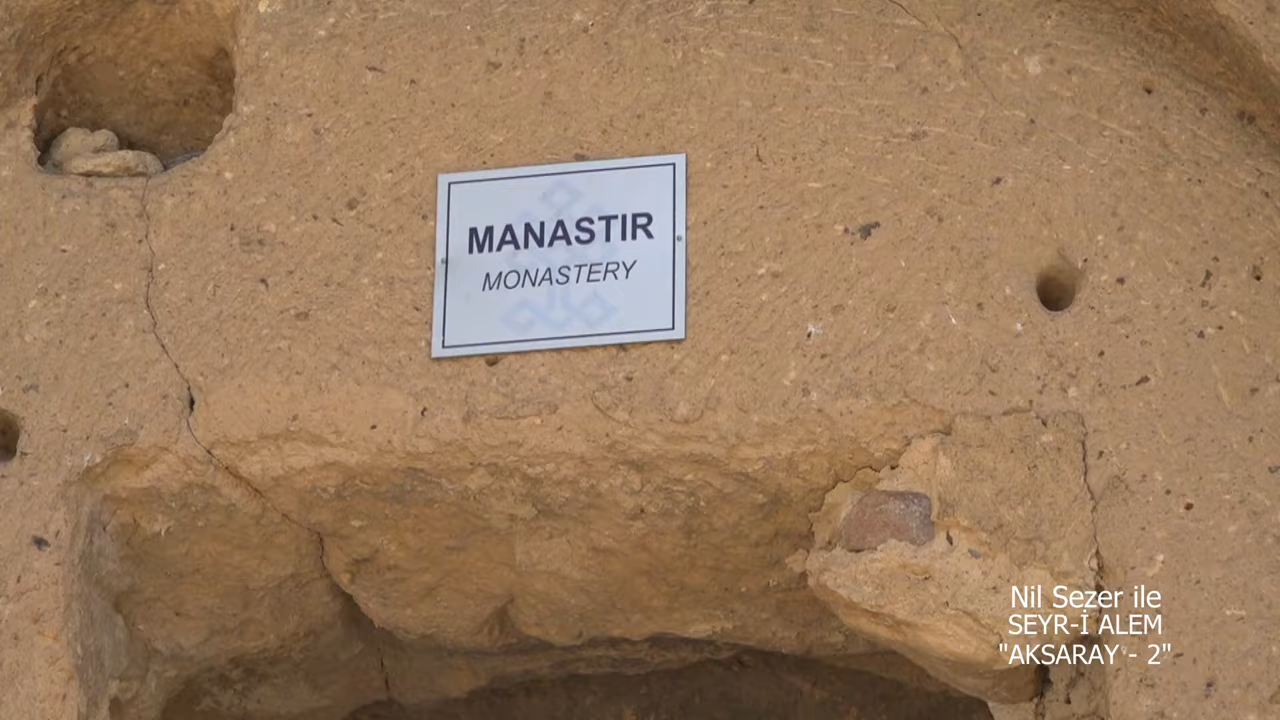 MANASTIR
MONASTERY
Nil Sezer ile
SEYR-İ ALEM
"AKSARAY - 2"